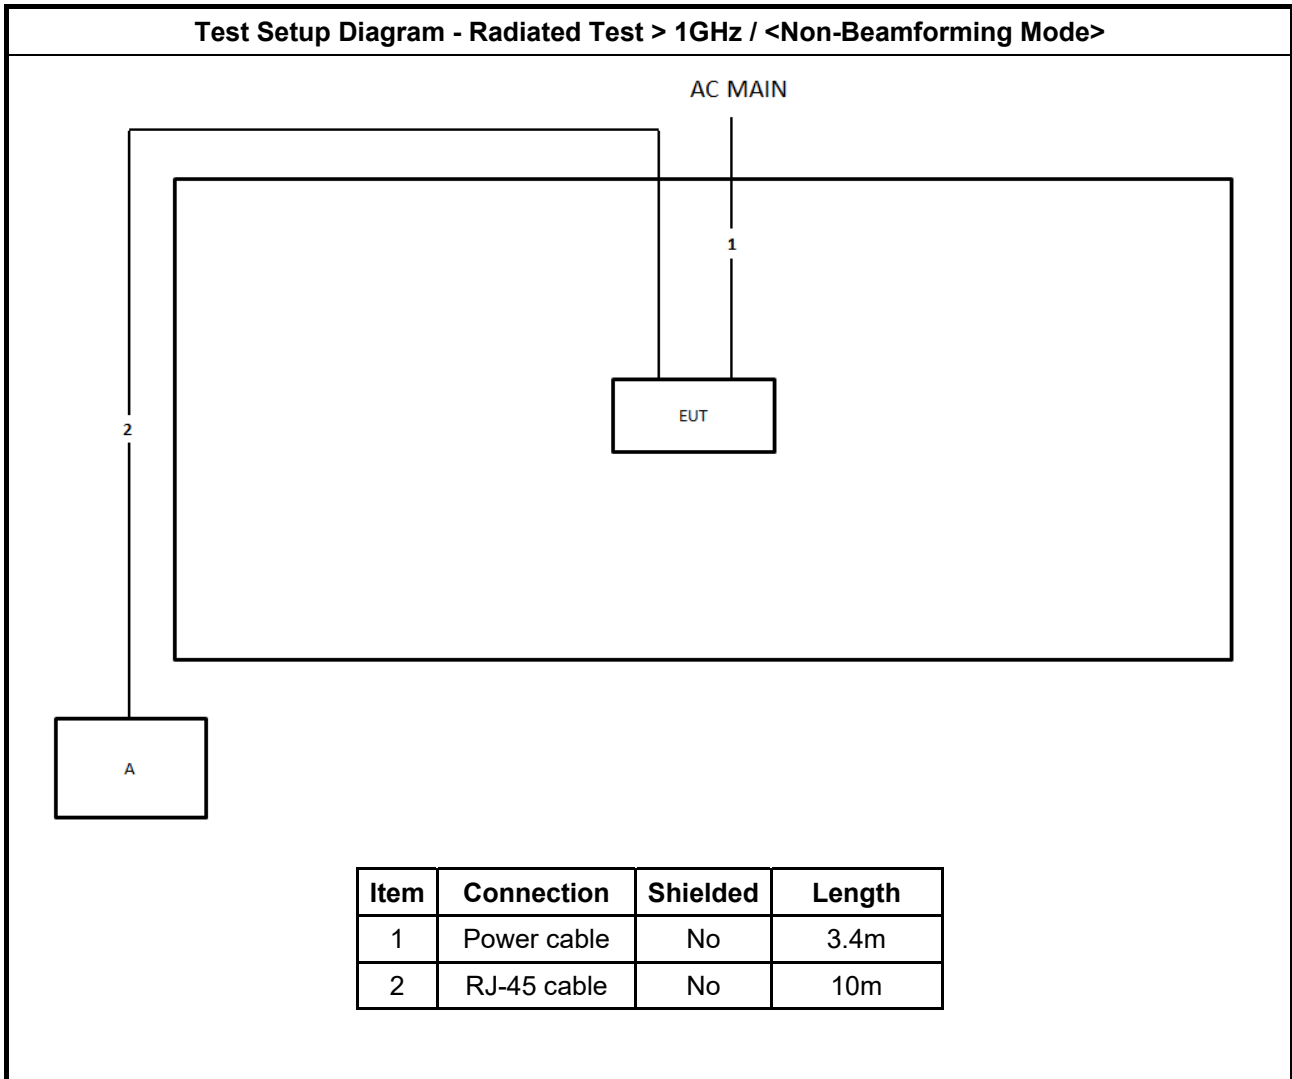 Test Setup Diagram - Radiated Test > 1GHz / <Non-Beamforming Mode>
AC MAIN
1
EUT
2
A
Item Connection Shielded Length
1 Power cable No 3.4m
2 RJ-45 cable No 10m